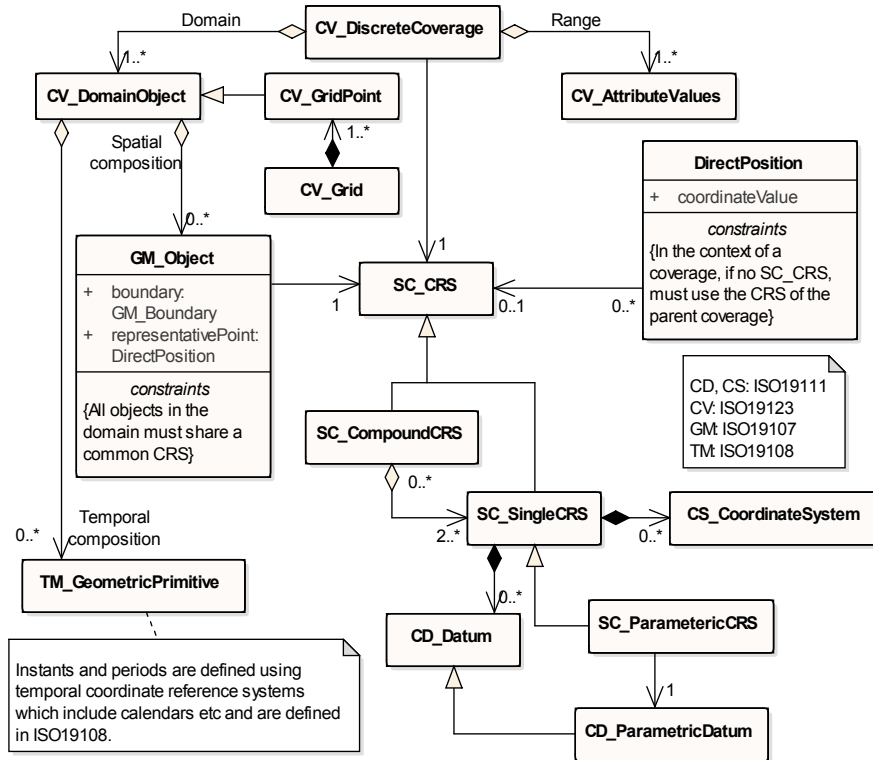 Domain
CV_DiscreteCoverage
Range
1..*
1..*
CV_DomainObject
CV_GridPoint
CV_AttributeValues
Spatial
composition
1..*
CV_Grid
DirectPosition
+ coordinateValue
constraints
{In the context of a
coverage, if no SC_CRS,
must use the CRS of the
parent coverage}
0..*
1
GM_Object
+ boundary:
GM_Boundary
+ representativePoint:
DirectPosition
constraints
{All objects in the
domain must share a
common CRS}
1
SC_CRS
0..1
0..*
CD, CS: ISO19111
CV: ISO19123
GM: ISO19107
TM: ISO19108
SC_CompoundCRS
0..*
2..*
SC_SingleCRS
0..*
CS_CoordinateSystem
0..*
Temporal
composition
TM_GeometricPrimitive
0..*
CD_Datum
SC_ParametericCRS
1
CD_ParametricDatum
Instants and periods are defined using
temporal coordinate reference systems
which include calendars etc and are defined
in ISO19108.